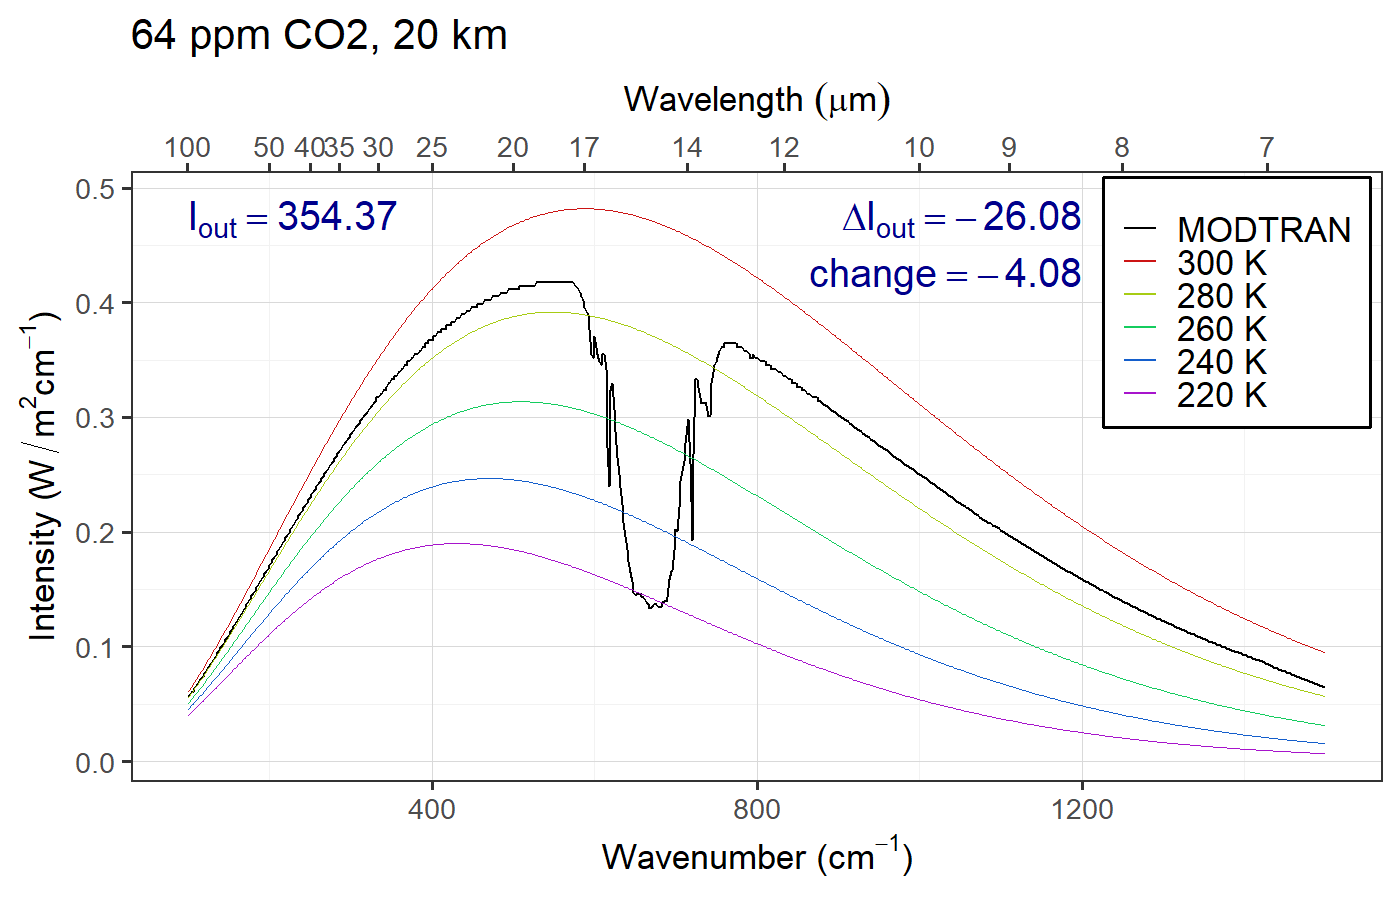 64 ppm CO2, 20 km
Wavelength (μm)
100 50 40 35 30 25 20 17 14 12 10 9 8 7
Iout = 354.37
ΔIout = − 26.08
change = − 4.08
MODTRAN
300 K
280 K
260 K
240 K
220 K
Intensity (W / m²cm⁻¹)
0.5
0.4
0.3
0.2
0.1
0.0
400 800 1200
Wavenumber (cm⁻¹)